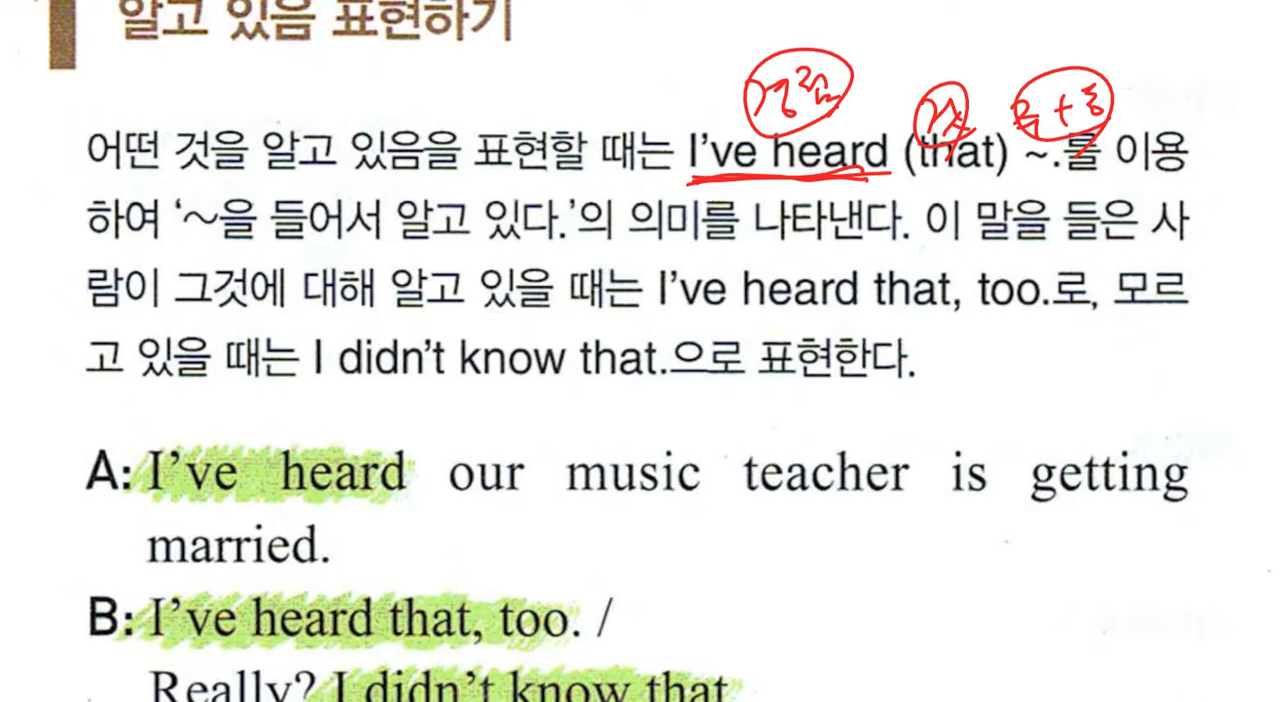 1 알고 있음 표현하기
경험
접
주+동
어떤 것을 알고 있음을 표현할 때는 I've heard (that) ~.를 이용
하여 '~을 들어서 알고 있다.'의 의미를 나타낸다. 이 말을 들은 사
람이 그것에 대해 알고 있을 때는 I've heard that, too.로, 모르
고 있을 때는 I didn't know that.으로 표현한다.
A: I've heard our music teacher is getting
married.
B: I've heard that, too. /
Really? I didn't know that